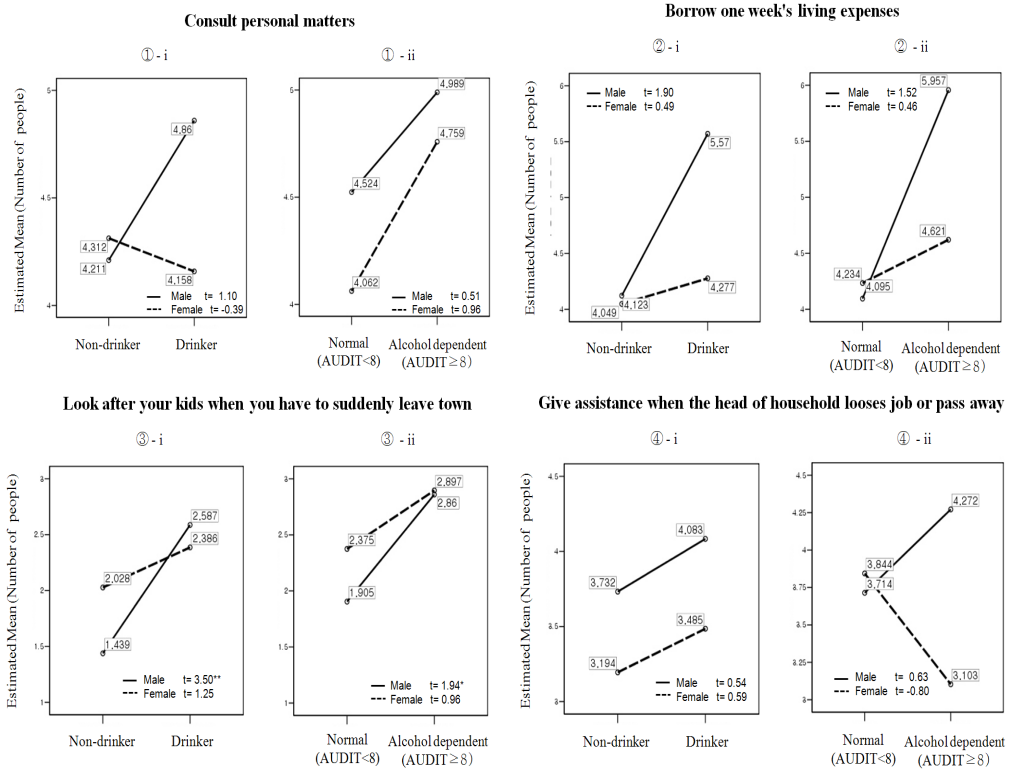 Consult personal matters
① - i
① - ii
Estimated Mean (Number of people)
5
4.5
4
4,86
4,312
4,211
4,158
Male t= 1.10
Female t= -0.39
Non-drinker Drinker
5
4.5
4
4,989
4,759
4,524
4,062
Male t= 0.51
Female t= 0.96
Normal
(AUDIT<8)
Alcohol dependent
(AUDIT≥8)
Borrow one week's living expenses
② - i
② - ii
Estimated Mean (Number of people)
6
5.5
5
4.5
4
Male t= 1.90
Female t= 0.49
5,57
4,277
4,123
4,049
Non-drinker Drinker
6
5.5
5
4.5
4
Male t= 1.52
Female t= 0.46
5,957
4,621
4,234
4,095
Normal
(AUDIT<8)
Alcohol dependent
(AUDIT≥8)
Look after your kids when you have to suddenly leave town
③ - i
③ - ii
Estimated Mean (Number of people)
3
2.5
2
1.5
1
2,587
2,386
2,028
1,439
Male t= 3.50**
Female t= 1.25
Non-drinker Drinker
3
2.5
2
1.5
1
2,897
2,86
2,375
1,905
Male t= 1.94*
Female t= 0.96
Normal
(AUDIT<8)
Alcohol dependent
(AUDIT≥8)
Give assistance when the head of household looses job or pass away
④ - i
④ - ii
Estimated Mean (Number of people)
4.5
4
3.5
3
4,083
3,732
3,485
3,194
Male t= 0.54
Female t= 0.59
Non-drinker Drinker
4.5
4.25
4
3.75
3.5
3.25
3
4,272
3,844
3,714
3,103
Male t= 0.63
Female t= -0.80
Normal
(AUDIT<8)
Alcohol dependent
(AUDIT≥8)